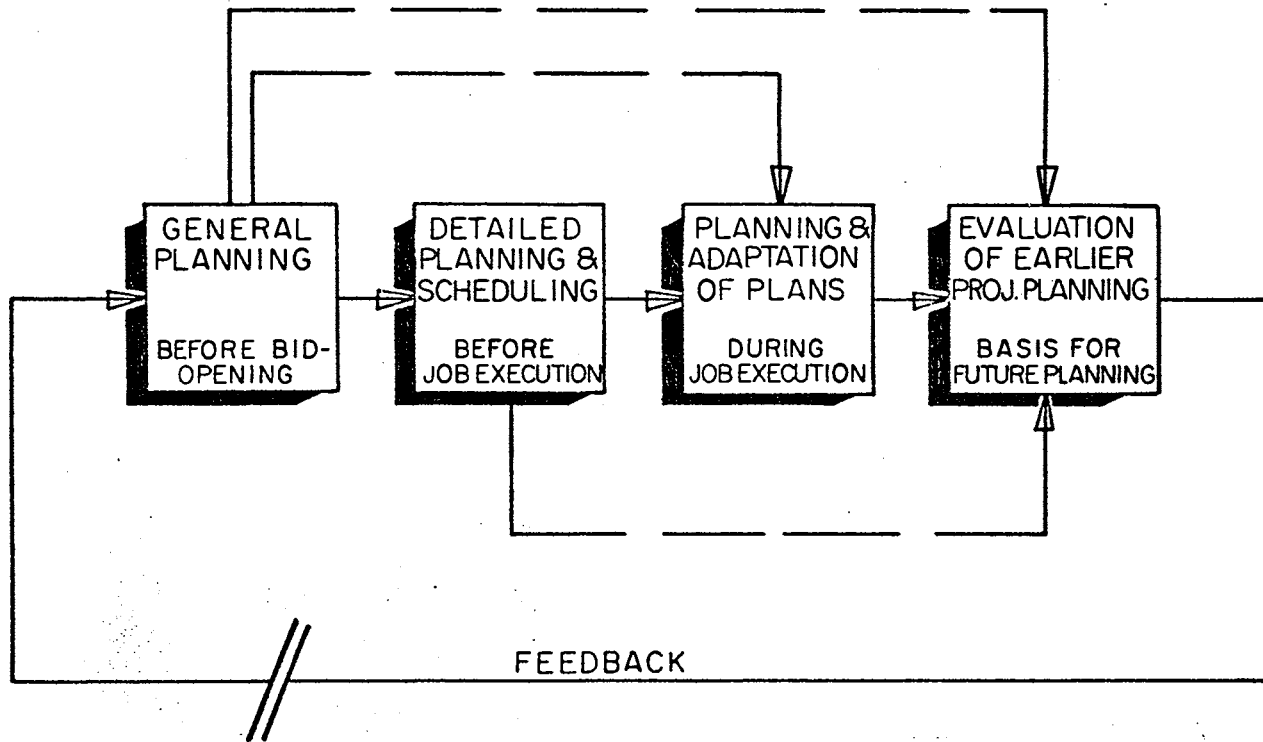 GENERAL
PLANNING
BEFORE BID-
OPENING
DETAILED
PLANNING &
SCHEDULING
BEFORE
JOB EXECUTION
PLANNING &
ADAPTATION
OF PLANS
DURING
JOB EXECUTION
EVALUATION
OF EARLIER
PROJ. PLANNING
BASIS FOR
FUTURE PLANNING
FEEDBACK